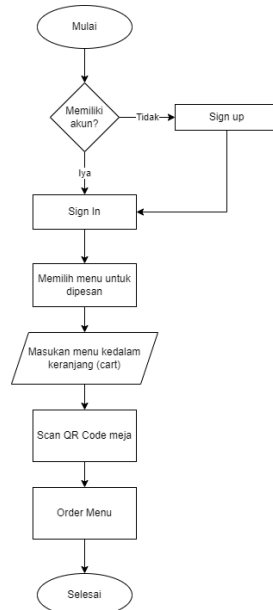 Mulai
Memiliki
akun?
Tidak
Sign up
Iya
Sign In
Memilih menu untuk
dipesan
Masukan menu kedalam
keranjang (cart)
Scan QR Code meja
Order Menu
Selesai